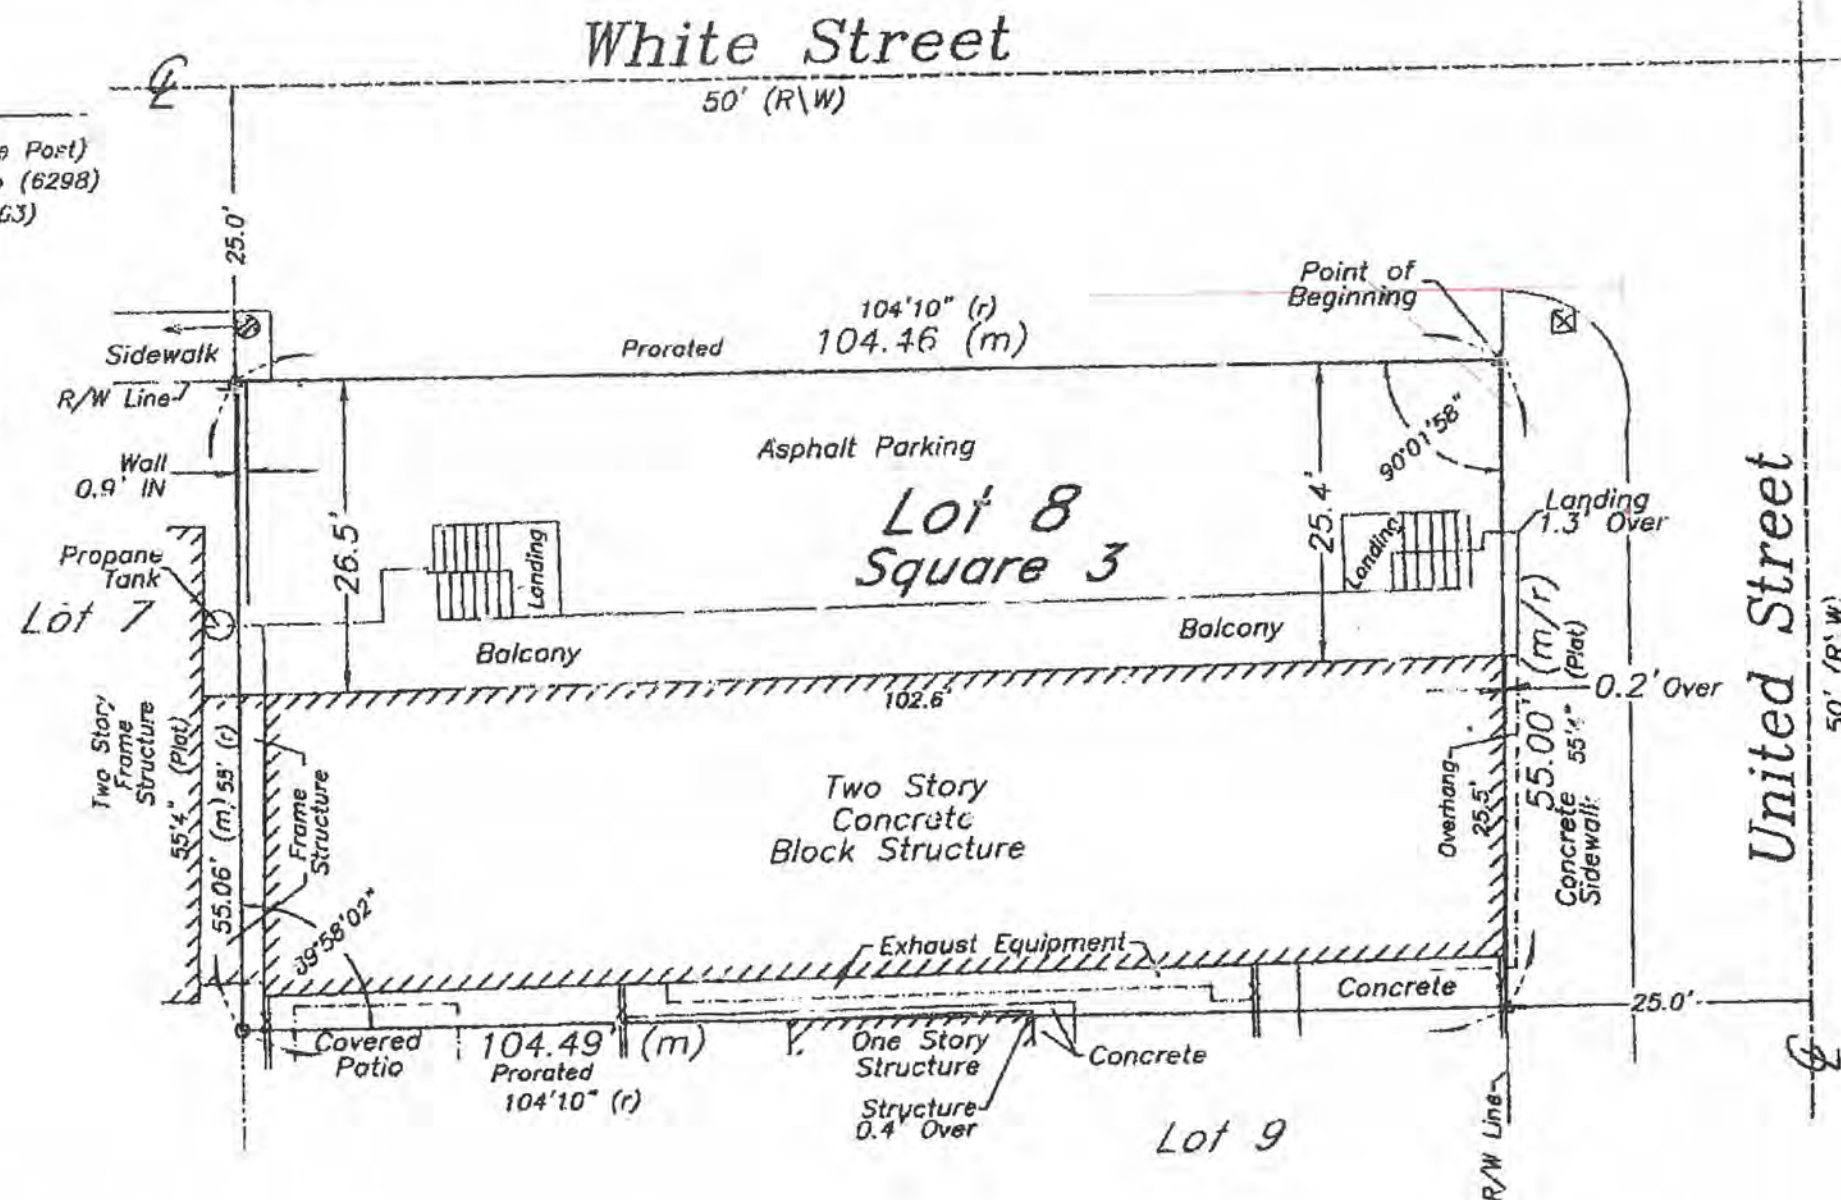 White Street
50' (R\W)
(6298)
25.0'
Point of
Beginning
104'10" (r)
Prorated 104.46 (m)
Sidewalk
R/W Line
Wall
0.9' IN
Asphalt Parking
90°01'58"
Lot 8
Square 3
26.5'
25.4'
Landing
Landing
Landing
1.3' Over
Propane
Tank
Lot 7
Balcony
Balcony
United Street
50' (R\W)
102.6'
0.2' Over
55.00' (m/r)
55'4" (Plat)
Concrete
Sidewalk
Two Story
Frame
Structure
55'4" (Plat)
55.06' (m) 55' (r)
Frame
Structure
Two Story
Concrete
Block Structure
Overhang
25.5'
Exhaust Equipment
Concrete
25.0'
Covered
Patio
104.49' (m)
Prorated
104'10" (r)
One Story
Structure
Concrete
Structure
0.4' Over
Lot 9
R/W Line